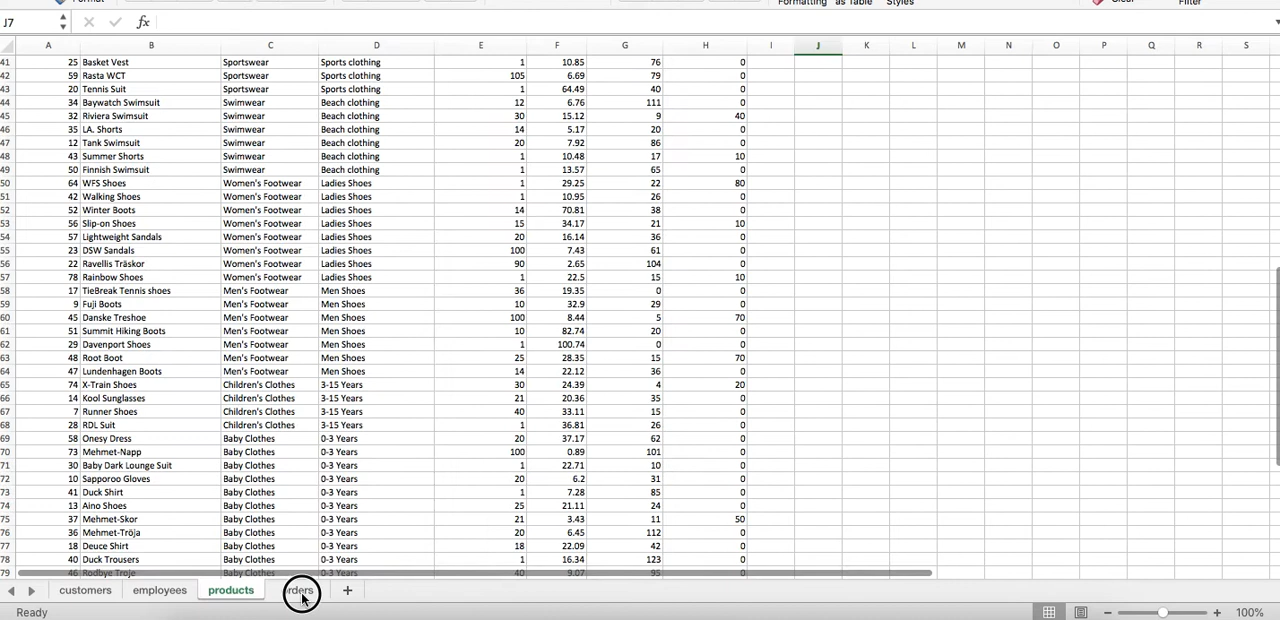 Format
Formatting as Table Styles Clear Filter
J7 fx
A B C D E F G H I J K L M N O P Q R S
41 25 Basket Vest Sportswear Sports clothing 1 10.85 76 0
42 59 Rasta WCT Sportswear Sports clothing 105 6.69 79 0
43 20 Tennis Suit Sportswear Sports clothing 1 64.49 40 0
44 34 Baywatch Swimsuit Swimwear Beach clothing 12 6.76 111 0
45 32 Riviera Swimsuit Swimwear Beach clothing 30 15.12 9 40
46 35 LA. Shorts Swimwear Beach clothing 14 5.17 20 0
47 12 Tank Swimsuit Swimwear Beach clothing 20 7.92 86 0
48 43 Summer Shorts Swimwear Beach clothing 1 10.48 17 10
49 50 Finnish Swimsuit Swimwear Beach clothing 1 13.57 65 0
50 64 WFS Shoes Women's Footwear Ladies Shoes 1 29.25 22 80
51 42 Walking Shoes Women's Footwear Ladies Shoes 1 10.95 26 0
52 52 Winter Boots Women's Footwear Ladies Shoes 14 70.81 38 0
53 56 Slip-on Shoes Women's Footwear Ladies Shoes 15 34.17 21 10
54 57 Lightweight Sandals Women's Footwear Ladies Shoes 20 16.14 36 0
55 23 DSW Sandals Women's Footwear Ladies Shoes 100 7.43 61 0
56 22 Ravellis Träskor Women's Footwear Ladies Shoes 90 2.65 104 0
57 78 Rainbow Shoes Women's Footwear Ladies Shoes 1 22.5 15 10
58 17 TieBreak Tennis shoes Men's Footwear Men Shoes 36 19.35 0 0
59 9 Fuji Boots Men's Footwear Men Shoes 10 32.9 29 0
60 45 Danske Treshoe Men's Footwear Men Shoes 100 8.44 5 70
61 51 Summit Hiking Boots Men's Footwear Men Shoes 10 82.74 20 0
62 29 Davenport Shoes Men's Footwear Men Shoes 1 100.74 0 0
63 48 Root Boot Men's Footwear Men Shoes 25 28.35 15 70
64 47 Lundenhagen Boots Men's Footwear Men Shoes 14 22.12 36 0
65 74 X-Train Shoes Children's Clothes 3-15 Years 30 24.39 4 20
66 14 Kool Sunglasses Children's Clothes 3-15 Years 21 20.36 35 0
67 7 Runner Shoes Children's Clothes 3-15 Years 40 33.11 15 0
68 28 RDL Suit Children's Clothes 3-15 Years 1 36.81 26 0
69 58 Onesy Dress Baby Clothes 0-3 Years 20 37.17 62 0
70 73 Mehmet-Napp Baby Clothes 0-3 Years 100 0.89 101 0
71 30 Baby Dark Lounge Suit Baby Clothes 0-3 Years 1 22.71 10 0
72 10 Sapporoo Gloves Baby Clothes 0-3 Years 20 6.2 31 0
73 41 Duck Shirt Baby Clothes 0-3 Years 1 7.28 85 0
74 13 Aino Shoes Baby Clothes 0-3 Years 25 21.11 24 0
75 37 Mehmet-Skor Baby Clothes 0-3 Years 21 3.43 11 50
76 36 Mehmet-Tröja Baby Clothes 0-3 Years 20 6.45 112 0
77 18 Deuce Shirt Baby Clothes 0-3 Years 18 22.09 42 0
78 40 Duck Trousers Baby Clothes 0-3 Years 1 16.34 123 0
79 46 Rodbye Troje Baby Clothes 0-3 Years 40 9.07 95 0
customers employees products orders +
Ready 100%